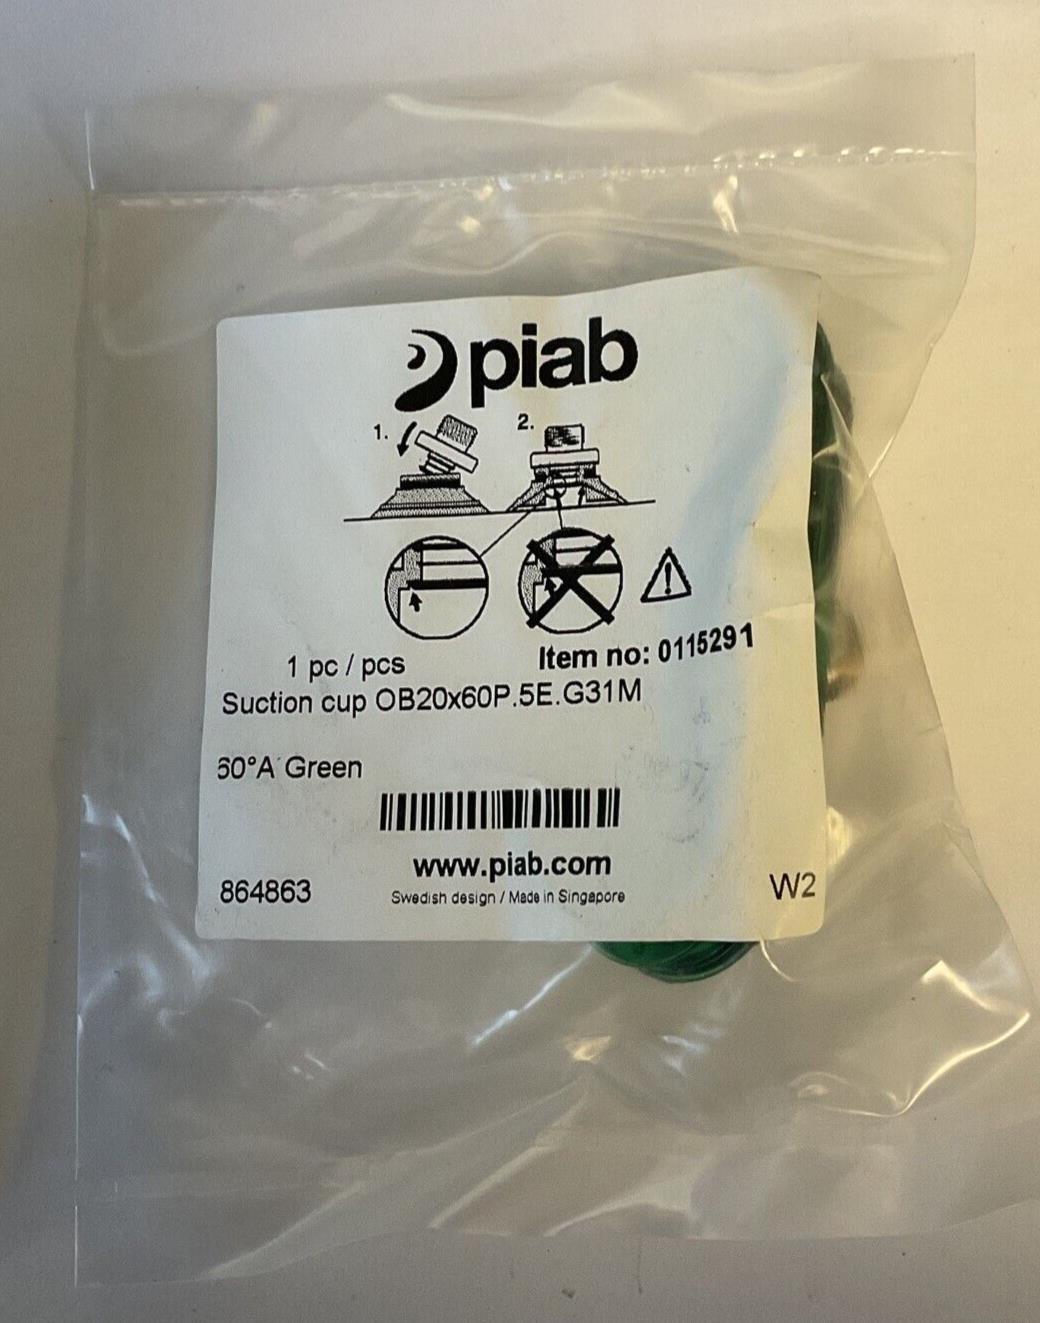 piab
1. 2.
1 pc / pcs Item no: 0115291
Suction cup OB20x60P.5E.G31M
60°A Green
www.piab.com
864863 Swedish design / Made in Singapore W2